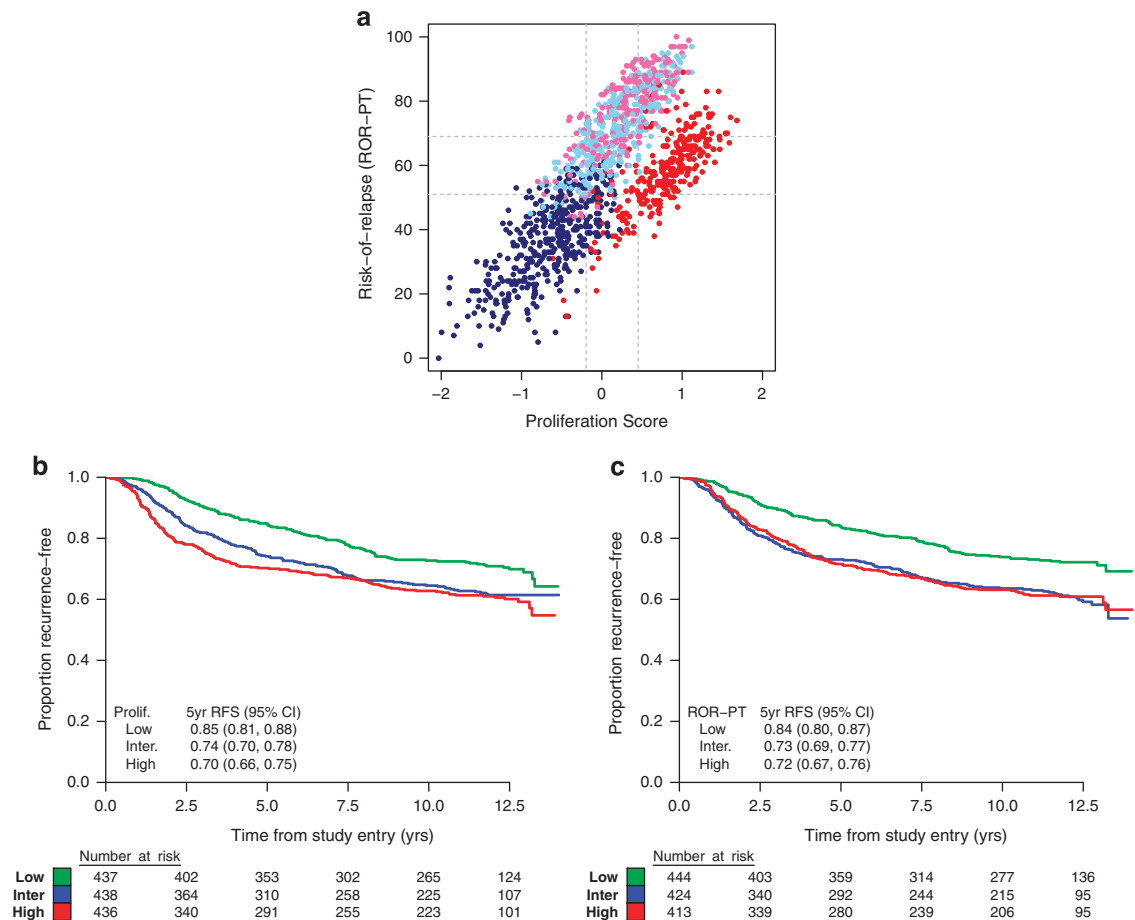 a
100
80
60
40
20
0
Risk−of−relapse (ROR−PT)
−2 −1 0 1 2
Proliferation Score
b
1.0
0.8
0.6
0.4
0.2
0.0
Proportion recurrence−free
Prolif. 5yr RFS (95% CI)
Low 0.85 (0.81, 0.88)
Inter. 0.74 (0.70, 0.78)
High 0.70 (0.66, 0.75)
0.0 2.5 5.0 7.5 10.0 12.5
Time from study entry (yrs)
Number at risk
Low 437 402 353 302 265 124
Inter 438 364 310 258 225 107
High 436 340 291 255 223 101
c
1.0
0.8
0.6
0.4
0.2
0.0
Proportion recurrence−free
ROR−PT 5yr RFS (95% CI)
Low 0.84 (0.80, 0.87)
Inter. 0.73 (0.69, 0.77)
High 0.72 (0.67, 0.76)
0.0 2.5 5.0 7.5 10.0 12.5
Time from study entry (yrs)
Number at risk
Low 444 403 359 314 277 136
Inter 424 340 292 244 215 95
High 413 339 280 239 206 95